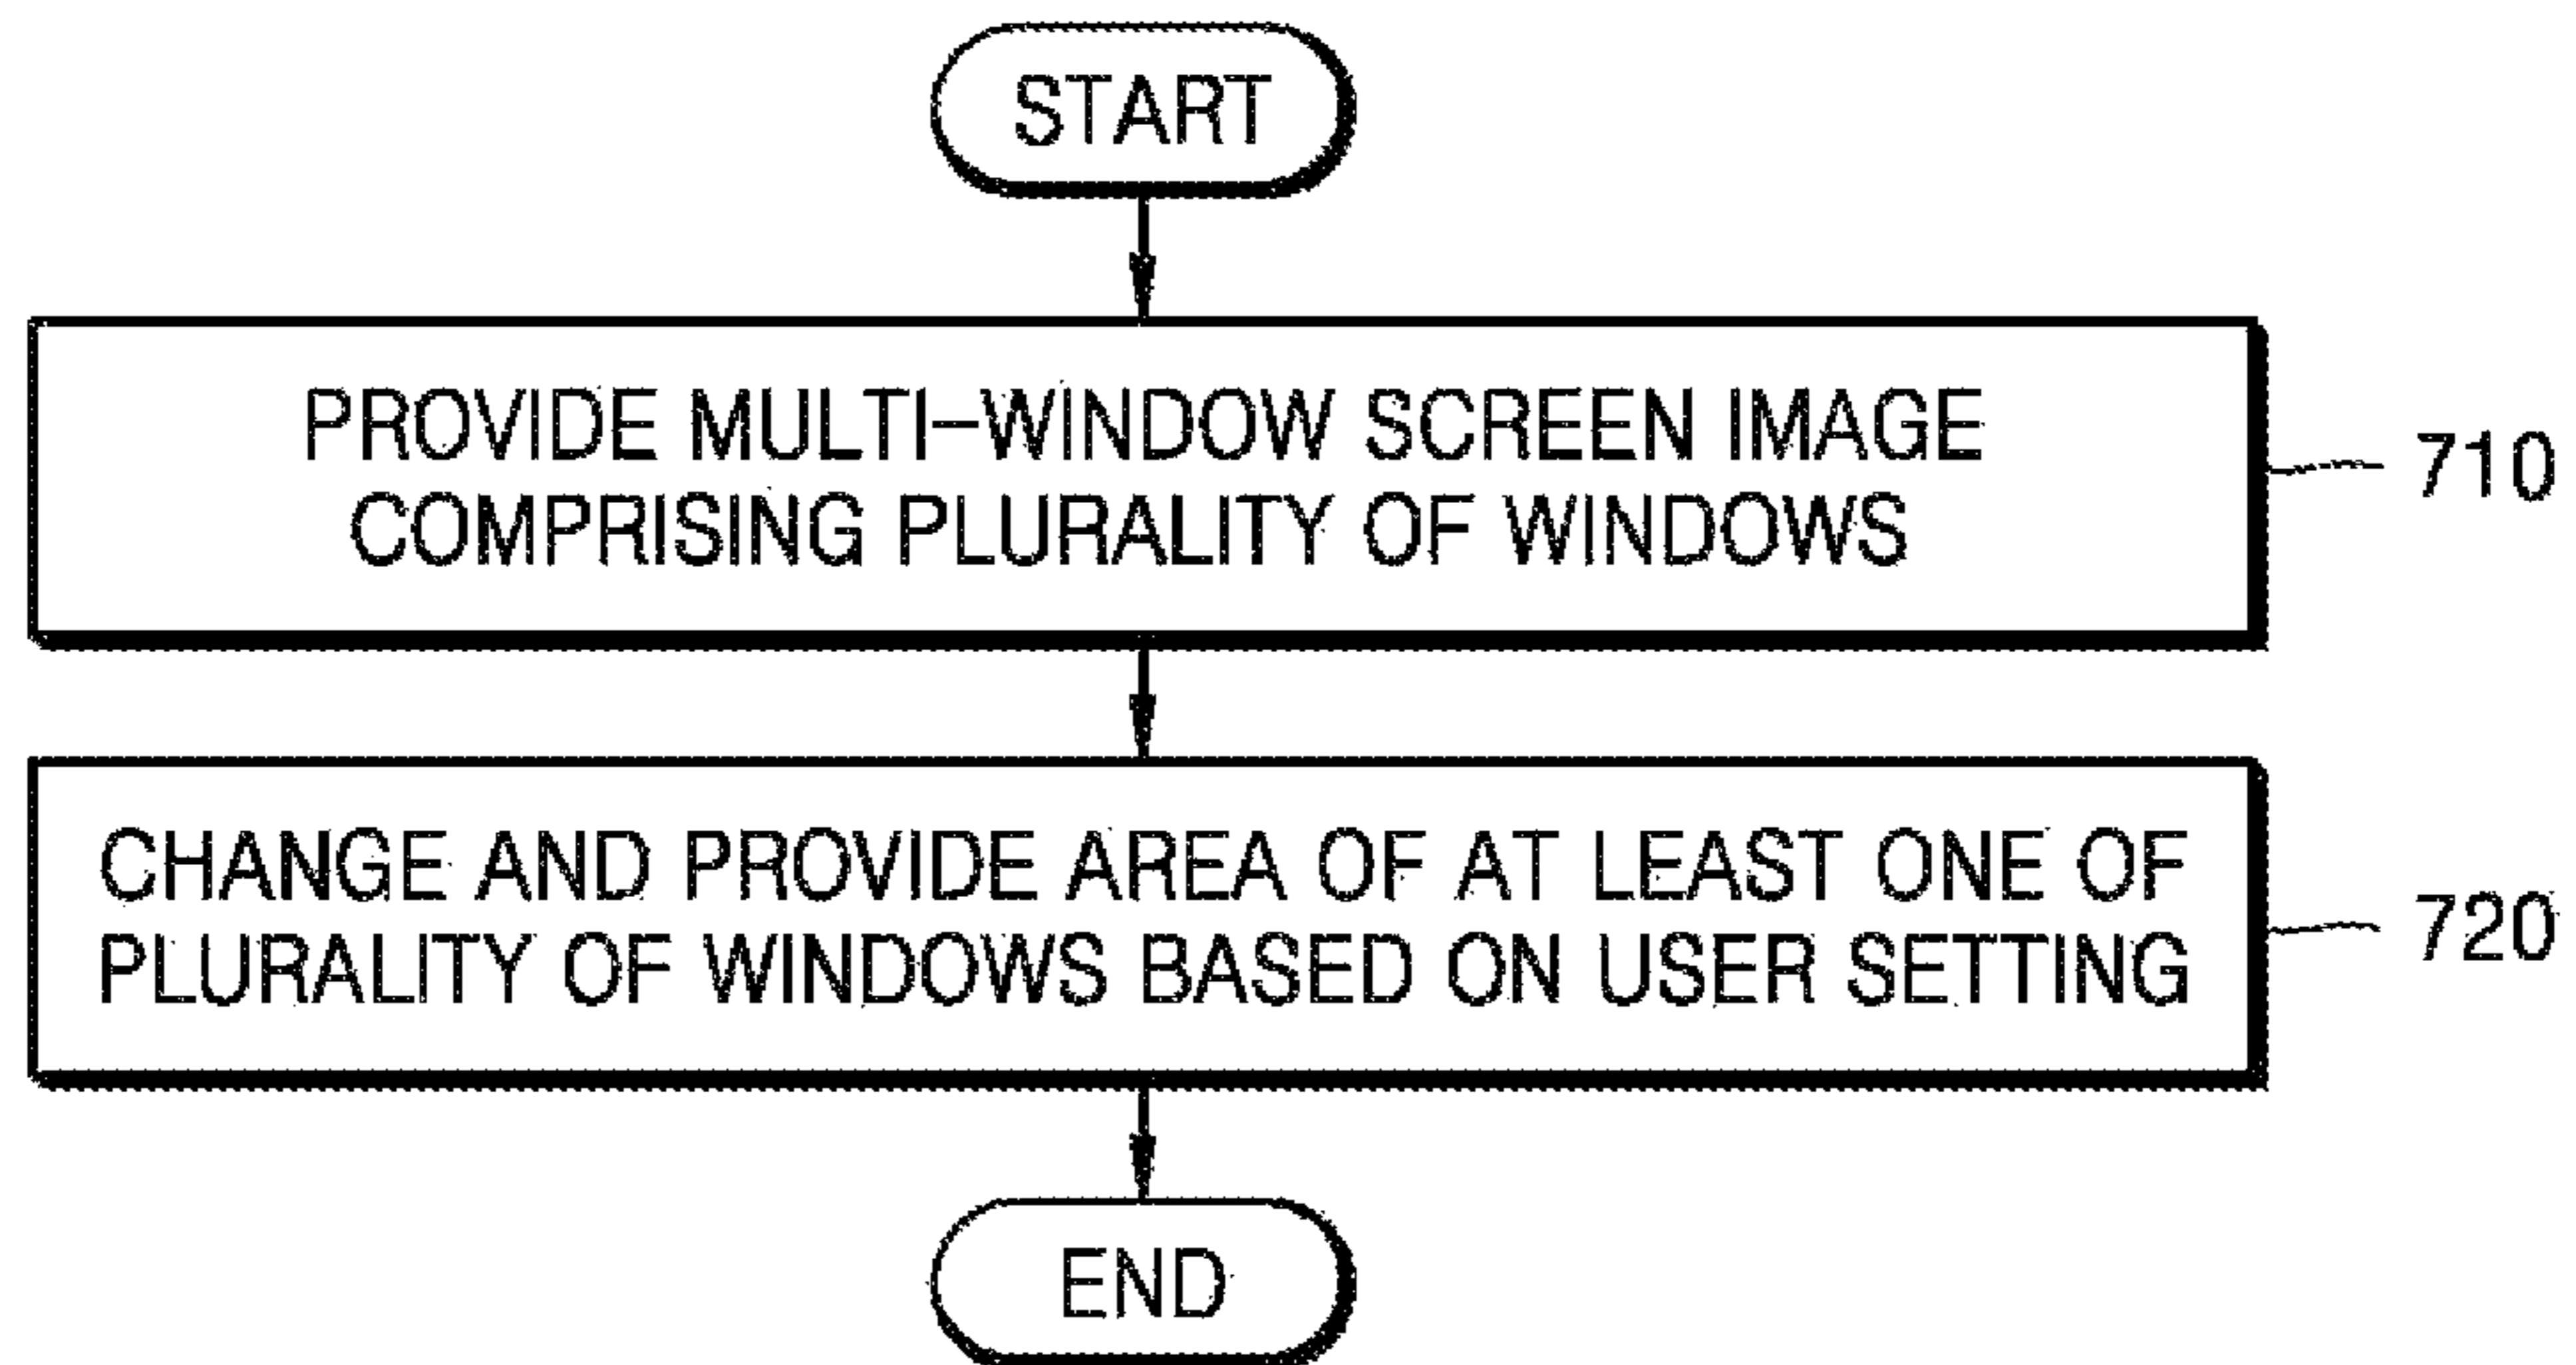 START
PROVIDE MULTI-WINDOW SCREEN IMAGE
COMPRISING PLURALITY OF WINDOWS
710
CHANGE AND PROVIDE AREA OF AT LEAST ONE OF
PLURALITY OF WINDOWS BASED ON USER SETTING
720
END